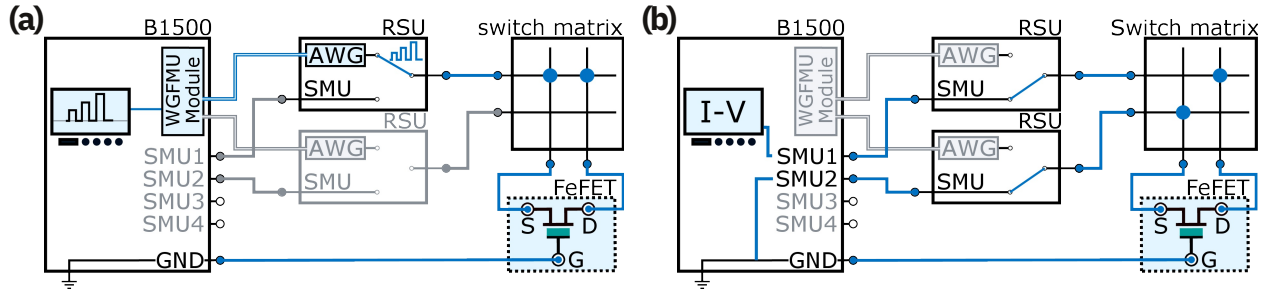 (a)
B1500
RSU
switch matrix
WGFMU
Module
AWG
SMU
RSU
AWG
SMU
SMU1
SMU2
SMU3
SMU4
GND
FeFET
S
D
G
(b)
B1500
RSU
Switch matrix
WGFMU
Module
AWG
I-V
SMU
RSU
AWG
SMU
SMU1
SMU2
SMU3
SMU4
GND
FeFET
S
D
G